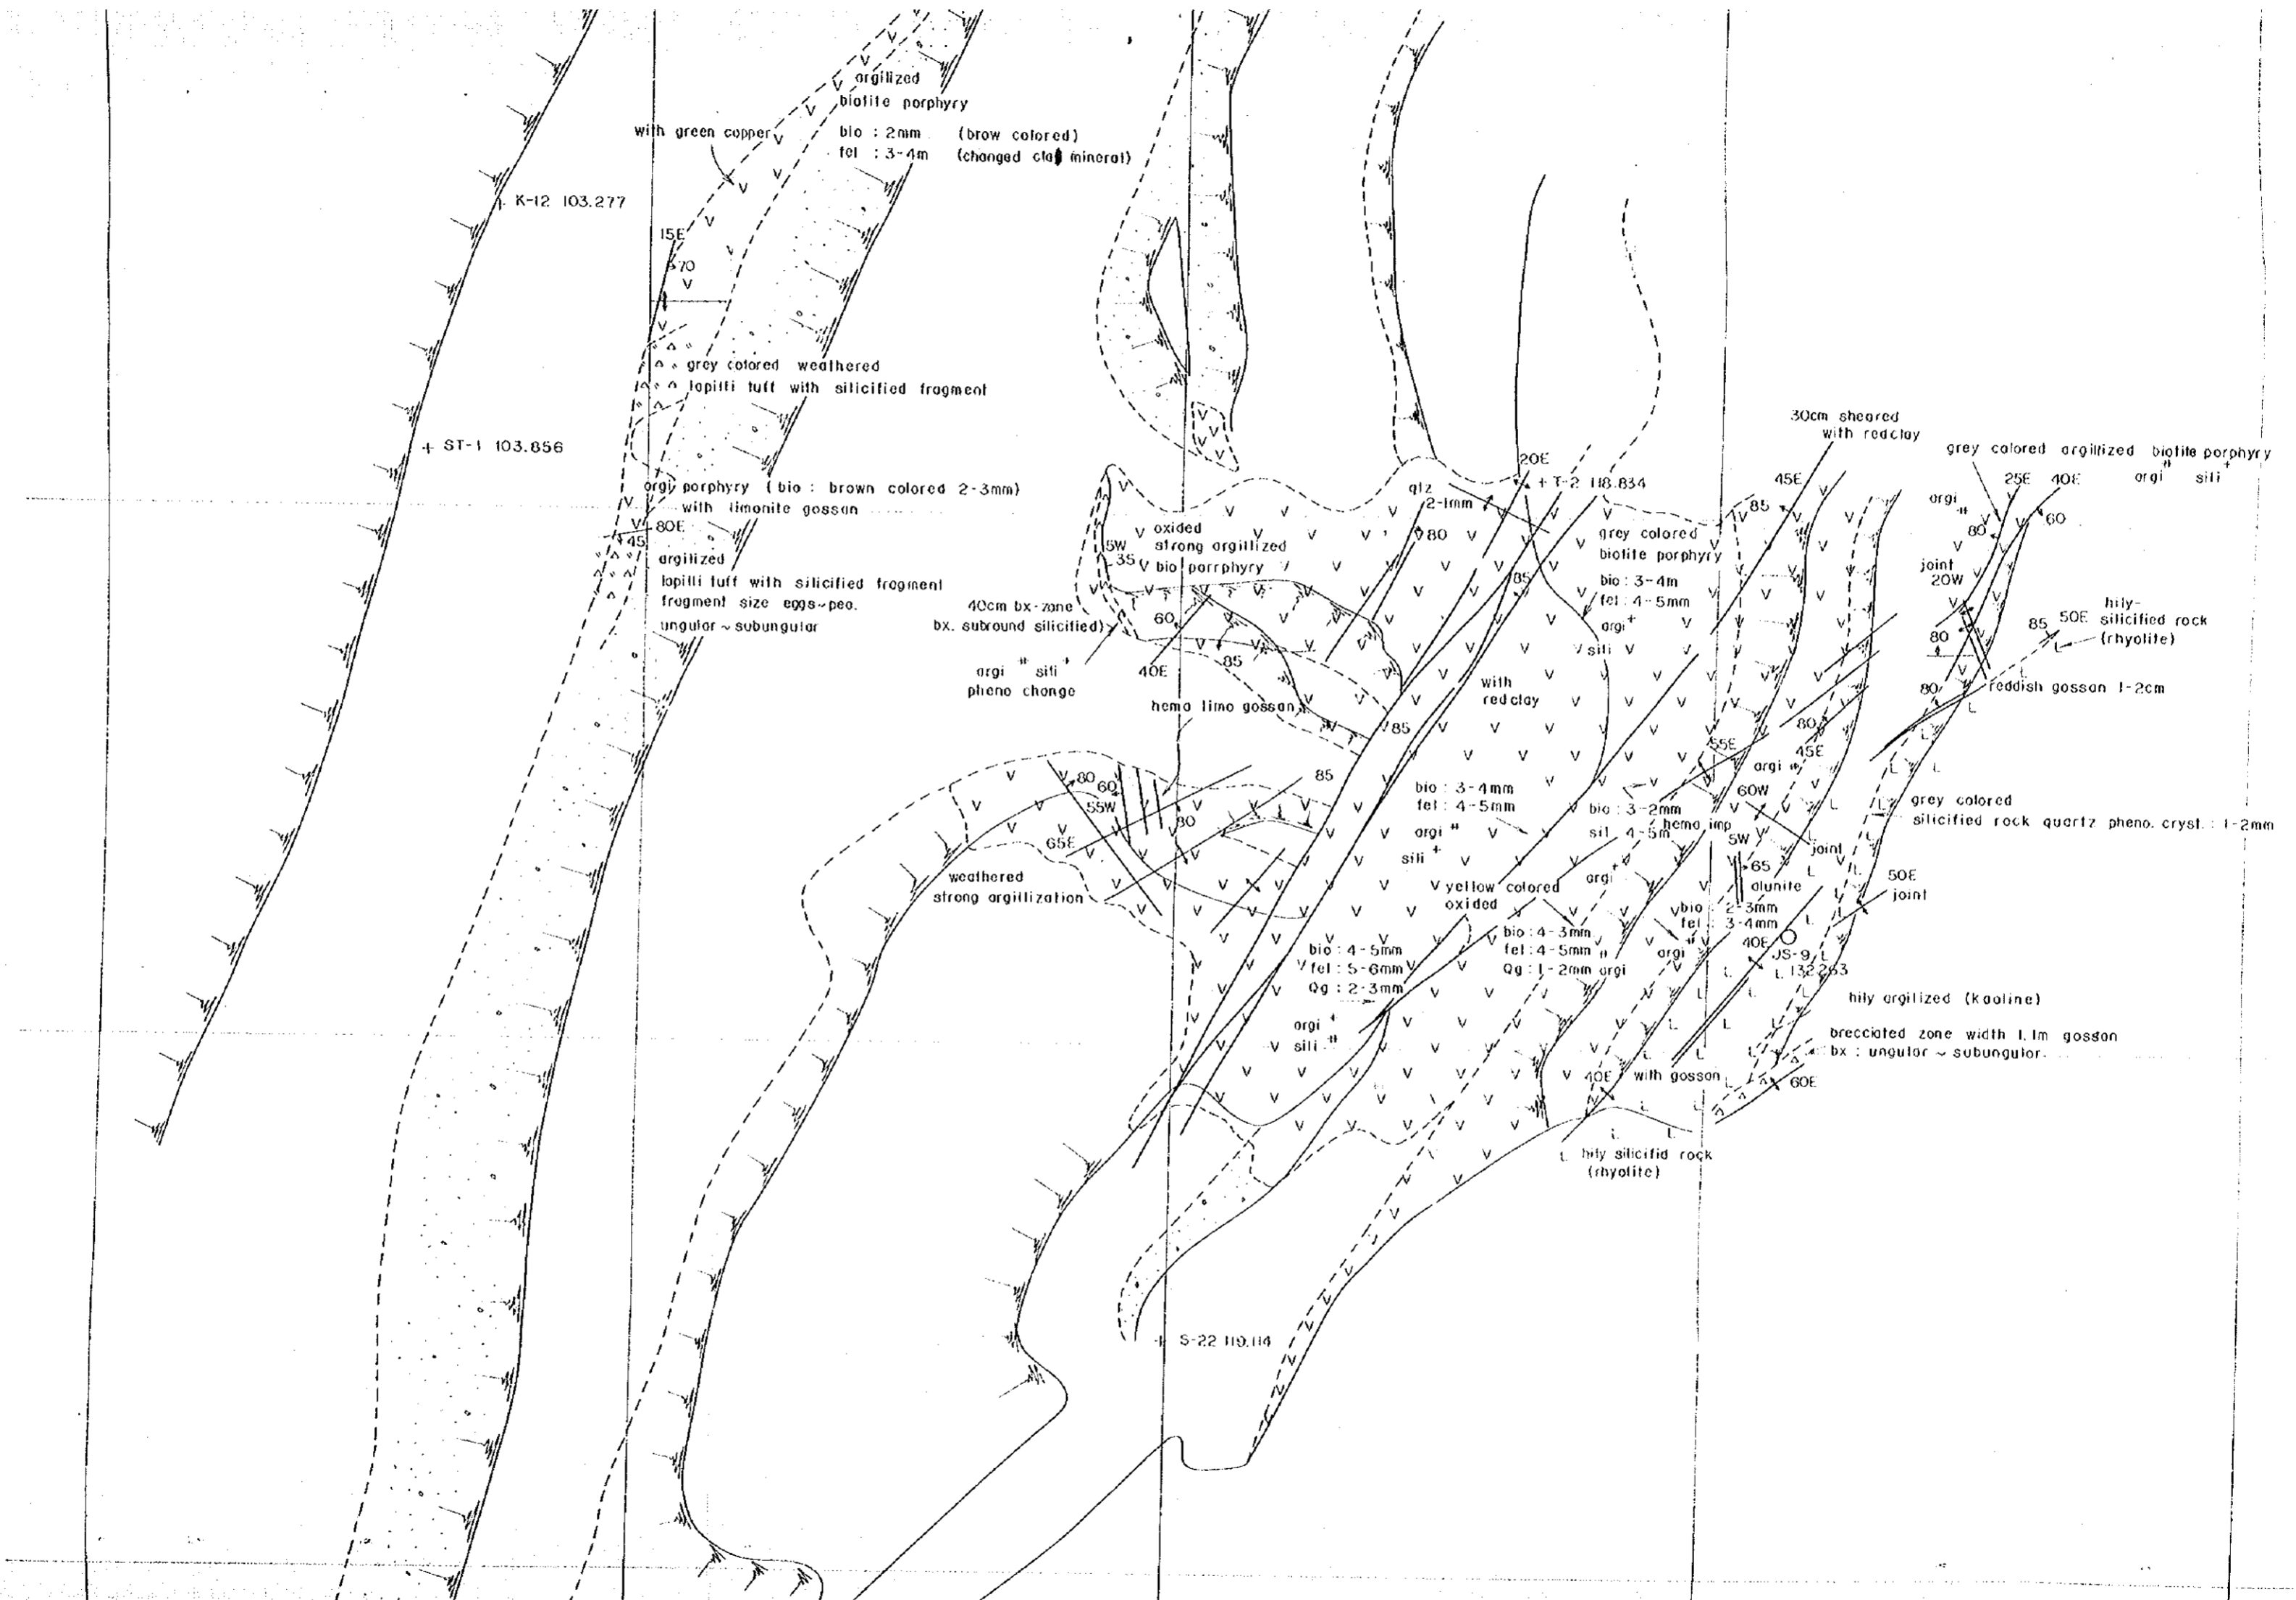 argilized
biotite porphyry
with green copper
bio : 2mm (brow colored)
fel : 3-4m (changed clay mineral)
K-12 103.277
15E
70
grey colored weathered
lapilli tuff with silicified fragment
+ ST-1 103.856
orgi porphyry (bio : brown colored 2-3mm)
with limonite gossan
80E
45
argilized
lapilli tuff with silicified fragment
fragment size eggs~pea.
ungular ~ subungular
30cm sheared
with redclay
grey colored argillized biotite porphyry
argi # sili +
20E
+ T-2 118.834
qtz
2-1mm
80
45E
85
25E
40E
argi #
80
60
oxided
strong argillized
bio porrphyry
5W
35
grey colored
biotite porphyry
bio : 3-4m
fel : 4-5mm
argi +
sili
85
joint
20W
40cm bx-zone
bx. subround silicified)
60
85
40E
argi # sili +
pheno change
hily-
silicified rock
(rhyolite)
85
50E
80
80
reddish gossan 1-2cm
with
redclay
hema limo gossan
85
80
60
55W
80
85
65E
weathered
strong argillization
55E
80
45E
argi #
60W
bio : 3-4mm
fel : 4-5mm
argi #
sili +
bio : 3-2mm
sil 4-5m
hema imp
5W
joint
65
alunite
grey colored
silicified rock quartz pheno. cryst. : 1-2mm
50E
joint
yellow colored
oxided
argi +
bio : 2-3mm
fel : 3-4mm
argi #
40E
JS-9
132.263
bio : 4-5mm
fel : 5-6mm
Qg : 2-3mm
argi +
sili #
bio : 4-3mm
fel : 4-5mm
Qg : 1-2mm argi #
hily argilized (kaoline)
brecciated zone width 1.1m gossan
bx : ungular ~ subungular.
40E
with gossan
60E
hily silicifid rock
(rhyolite)
+ S-22 119.114